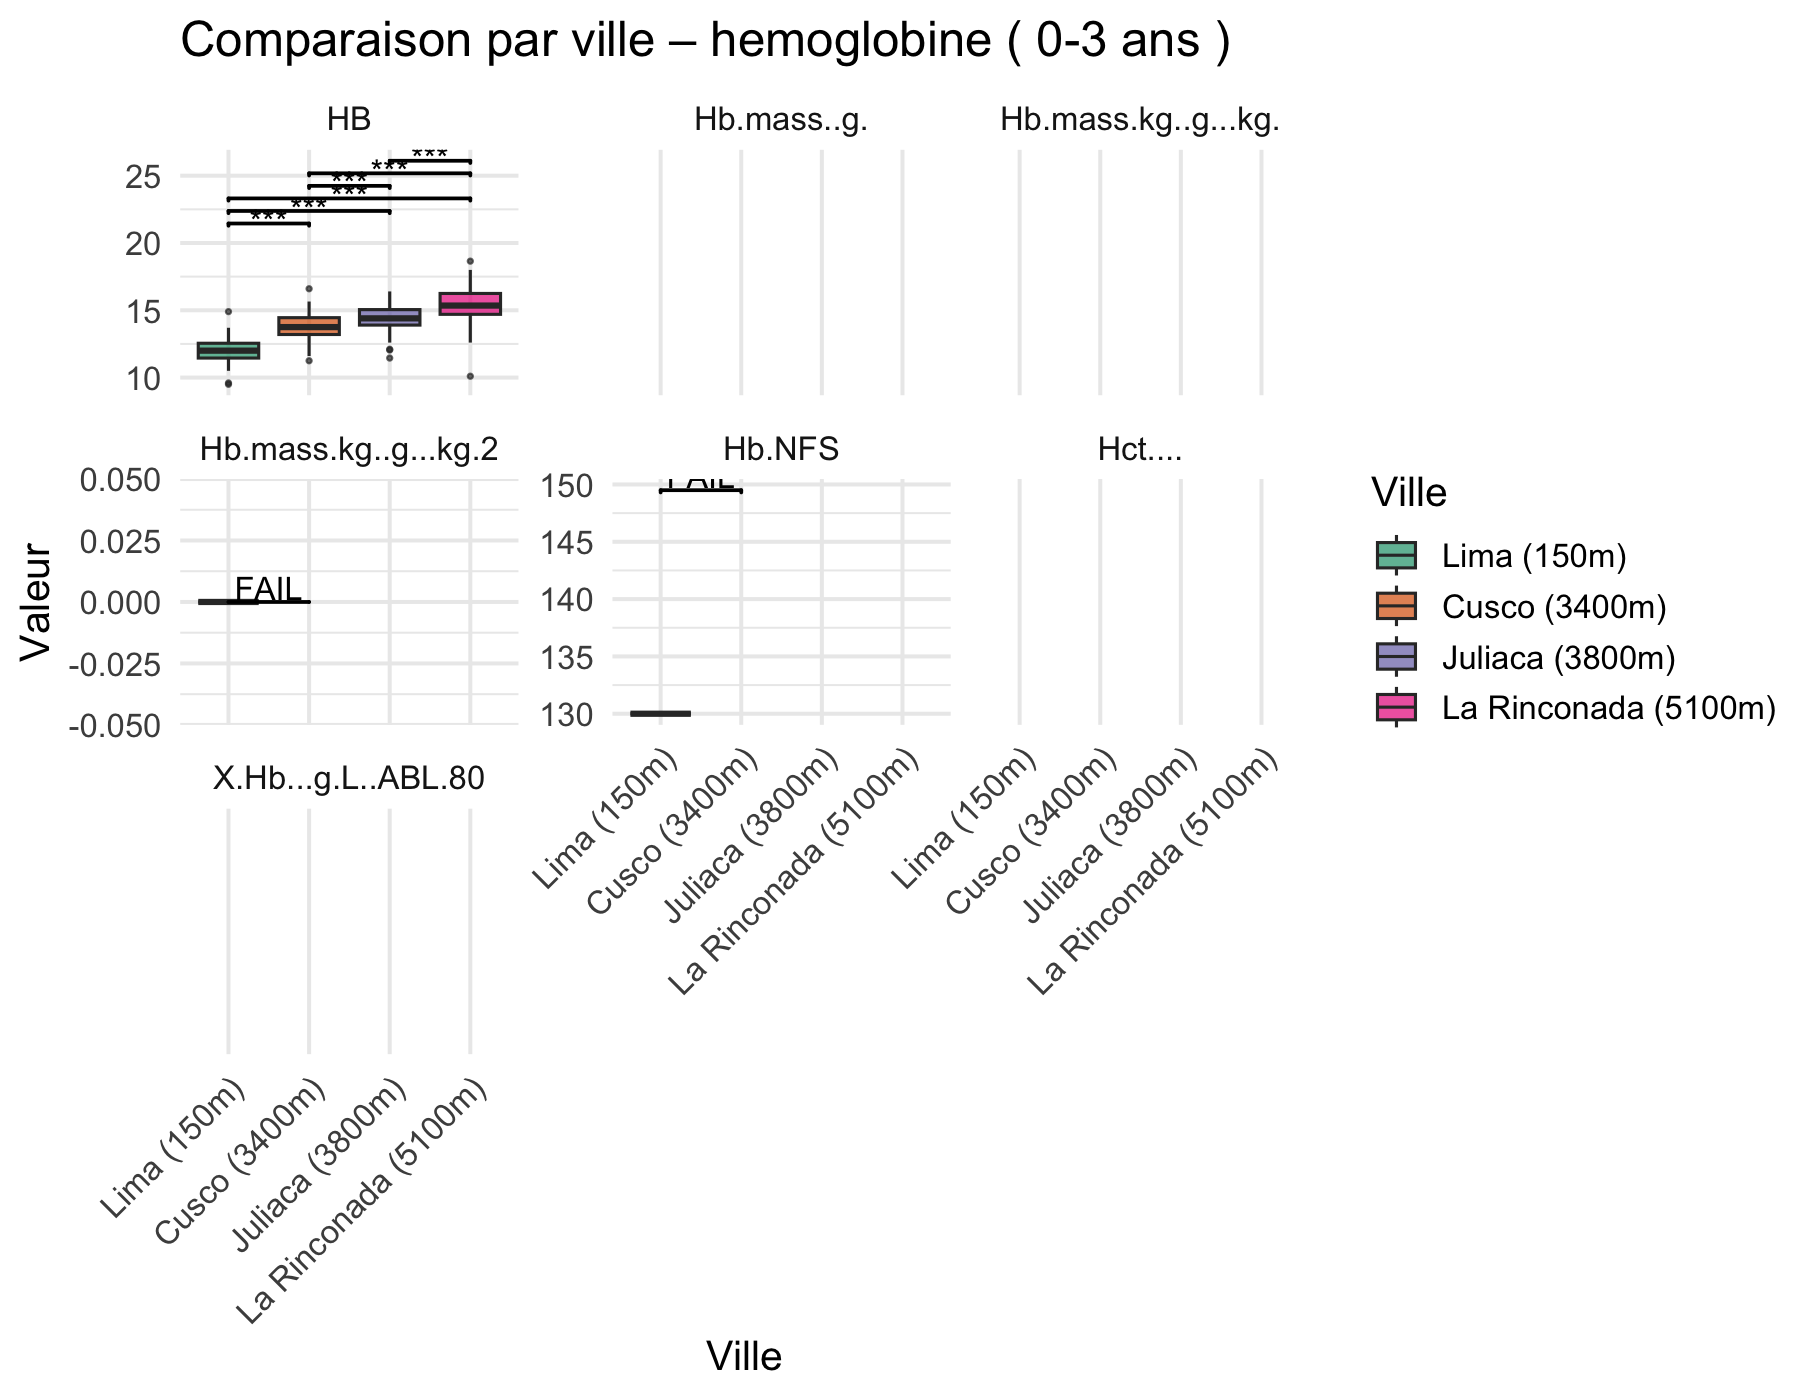 Comparaison par ville – hemoglobine ( 0-3 ans )
HB
Hb.mass..g.
Hb.mass.kg..g...kg.
25
20
15
10
***
***
***
***
***
***
Hb.mass.kg..g...kg.2
Hb.NFS
Hct....
0.050
0.025
0.000
-0.025
-0.050
FAIL
150
145
140
135
130
FAIL
Valeur
Ville
Lima (150m)
Cusco (3400m)
Juliaca (3800m)
La Rinconada (5100m)
X.Hb...g.L..ABL.80
Lima (150m)
Cusco (3400m)
Juliaca (3800m)
La Rinconada (5100m)
Lima (150m)
Cusco (3400m)
Juliaca (3800m)
La Rinconada (5100m)
Lima (150m)
Cusco (3400m)
Juliaca (3800m)
La Rinconada (5100m)
Ville